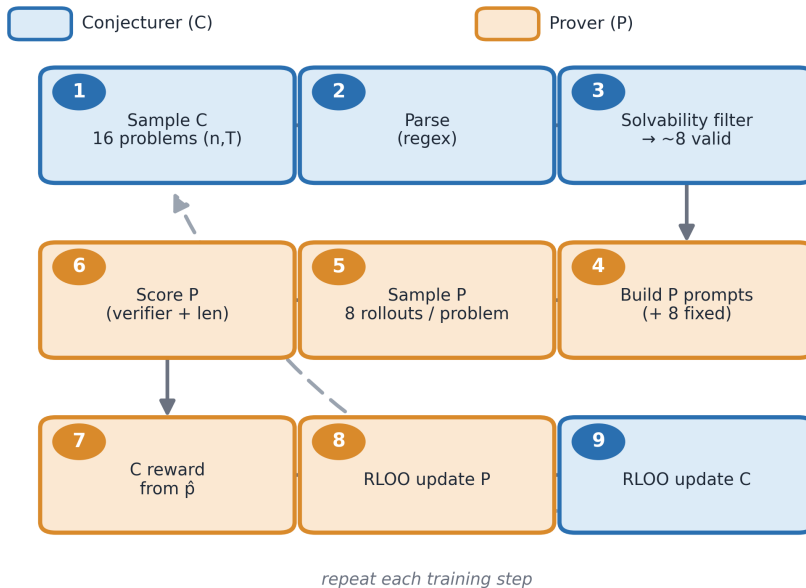 Conjecturer (C)
Prover (P)
1
Sample C
16 problems (n,T)
2
Parse
(regex)
3
Solvability filter
→ ~8 valid
6
Score P
(verifier + len)
5
Sample P
8 rollouts / problem
4
Build P prompts
(+ 8 fixed)
7
C reward
from p̂
8
RLOO update P
9
RLOO update C
repeat each training step